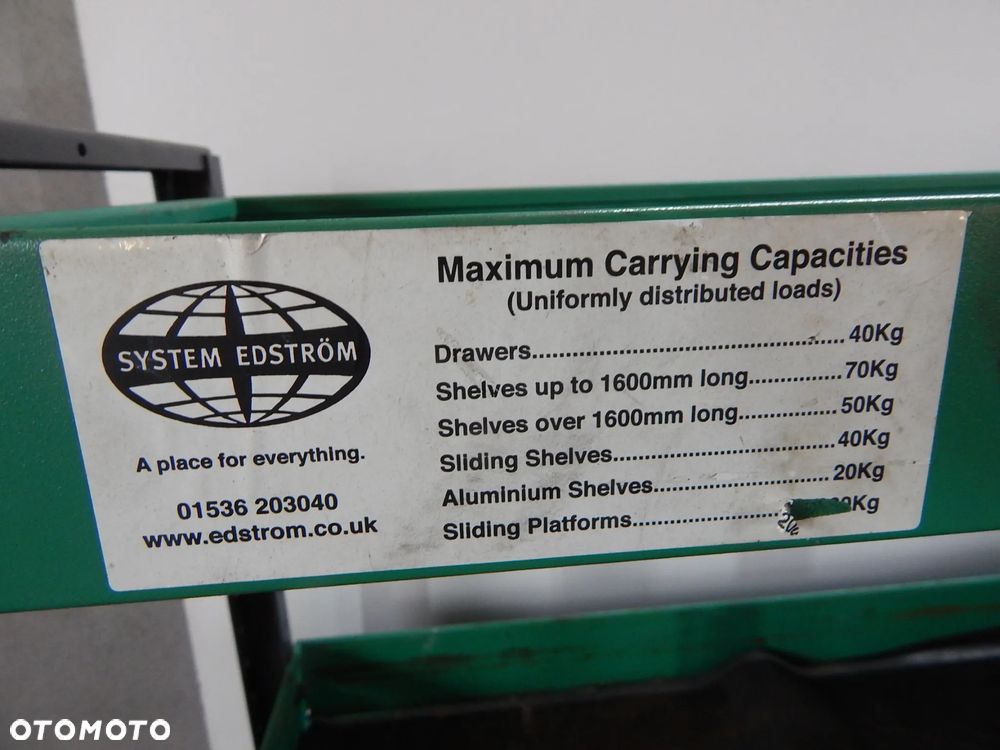 SYSTEM EDSTRÖM
A place for everything.
01536 203040
www.edstrom.co.uk
Maximum Carrying Capacities
(Uniformly distributed loads)
Drawers............................................... 40Kg
Shelves up to 1600mm long..............70Kg
Shelves over 1600mm long............... 50Kg
Sliding Shelves..................................40Kg
Aluminium Shelves........................... 20Kg
Sliding Platforms.......................
OTOMOTO